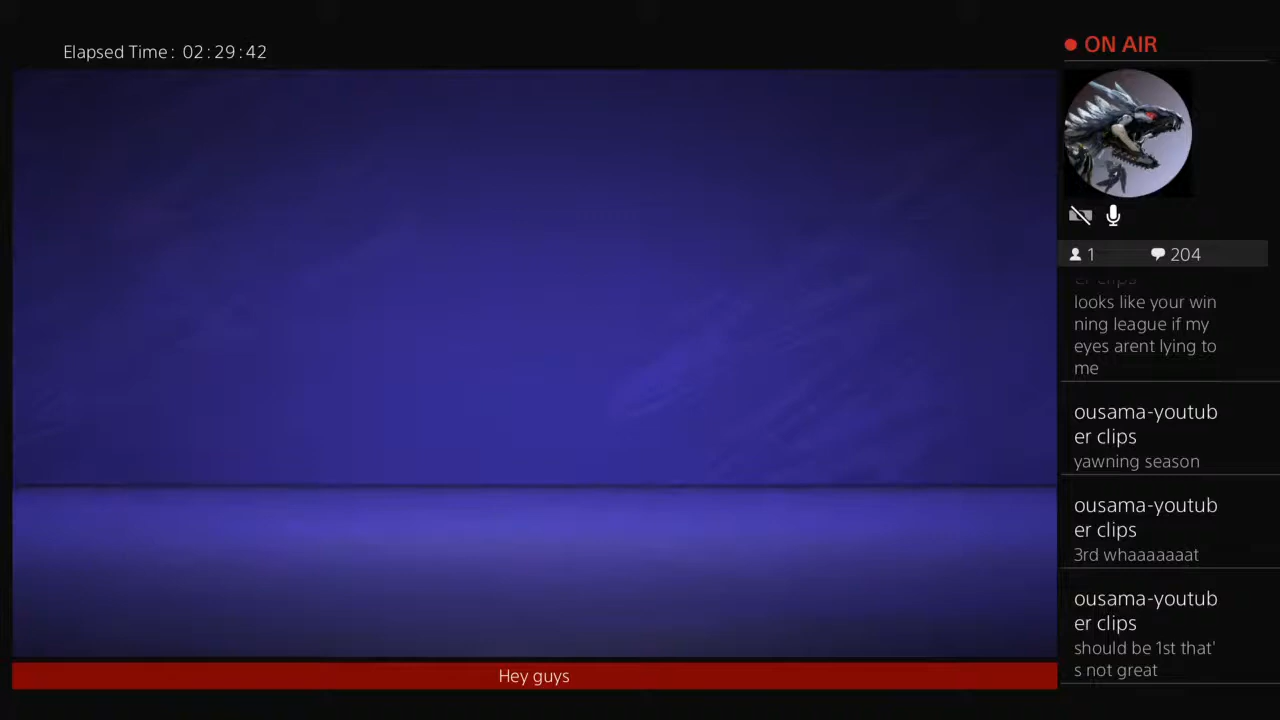 Elapsed Time: 02:29:42
ON AIR
1
204
looks like your win
ning league if my
eyes arent lying to
me
ousama-youtub
er clips
yawning season
ousama-youtub
er clips
3rd whaaaaaaat
ousama-youtub
er clips
should be 1st that'
s not great
Hey guys